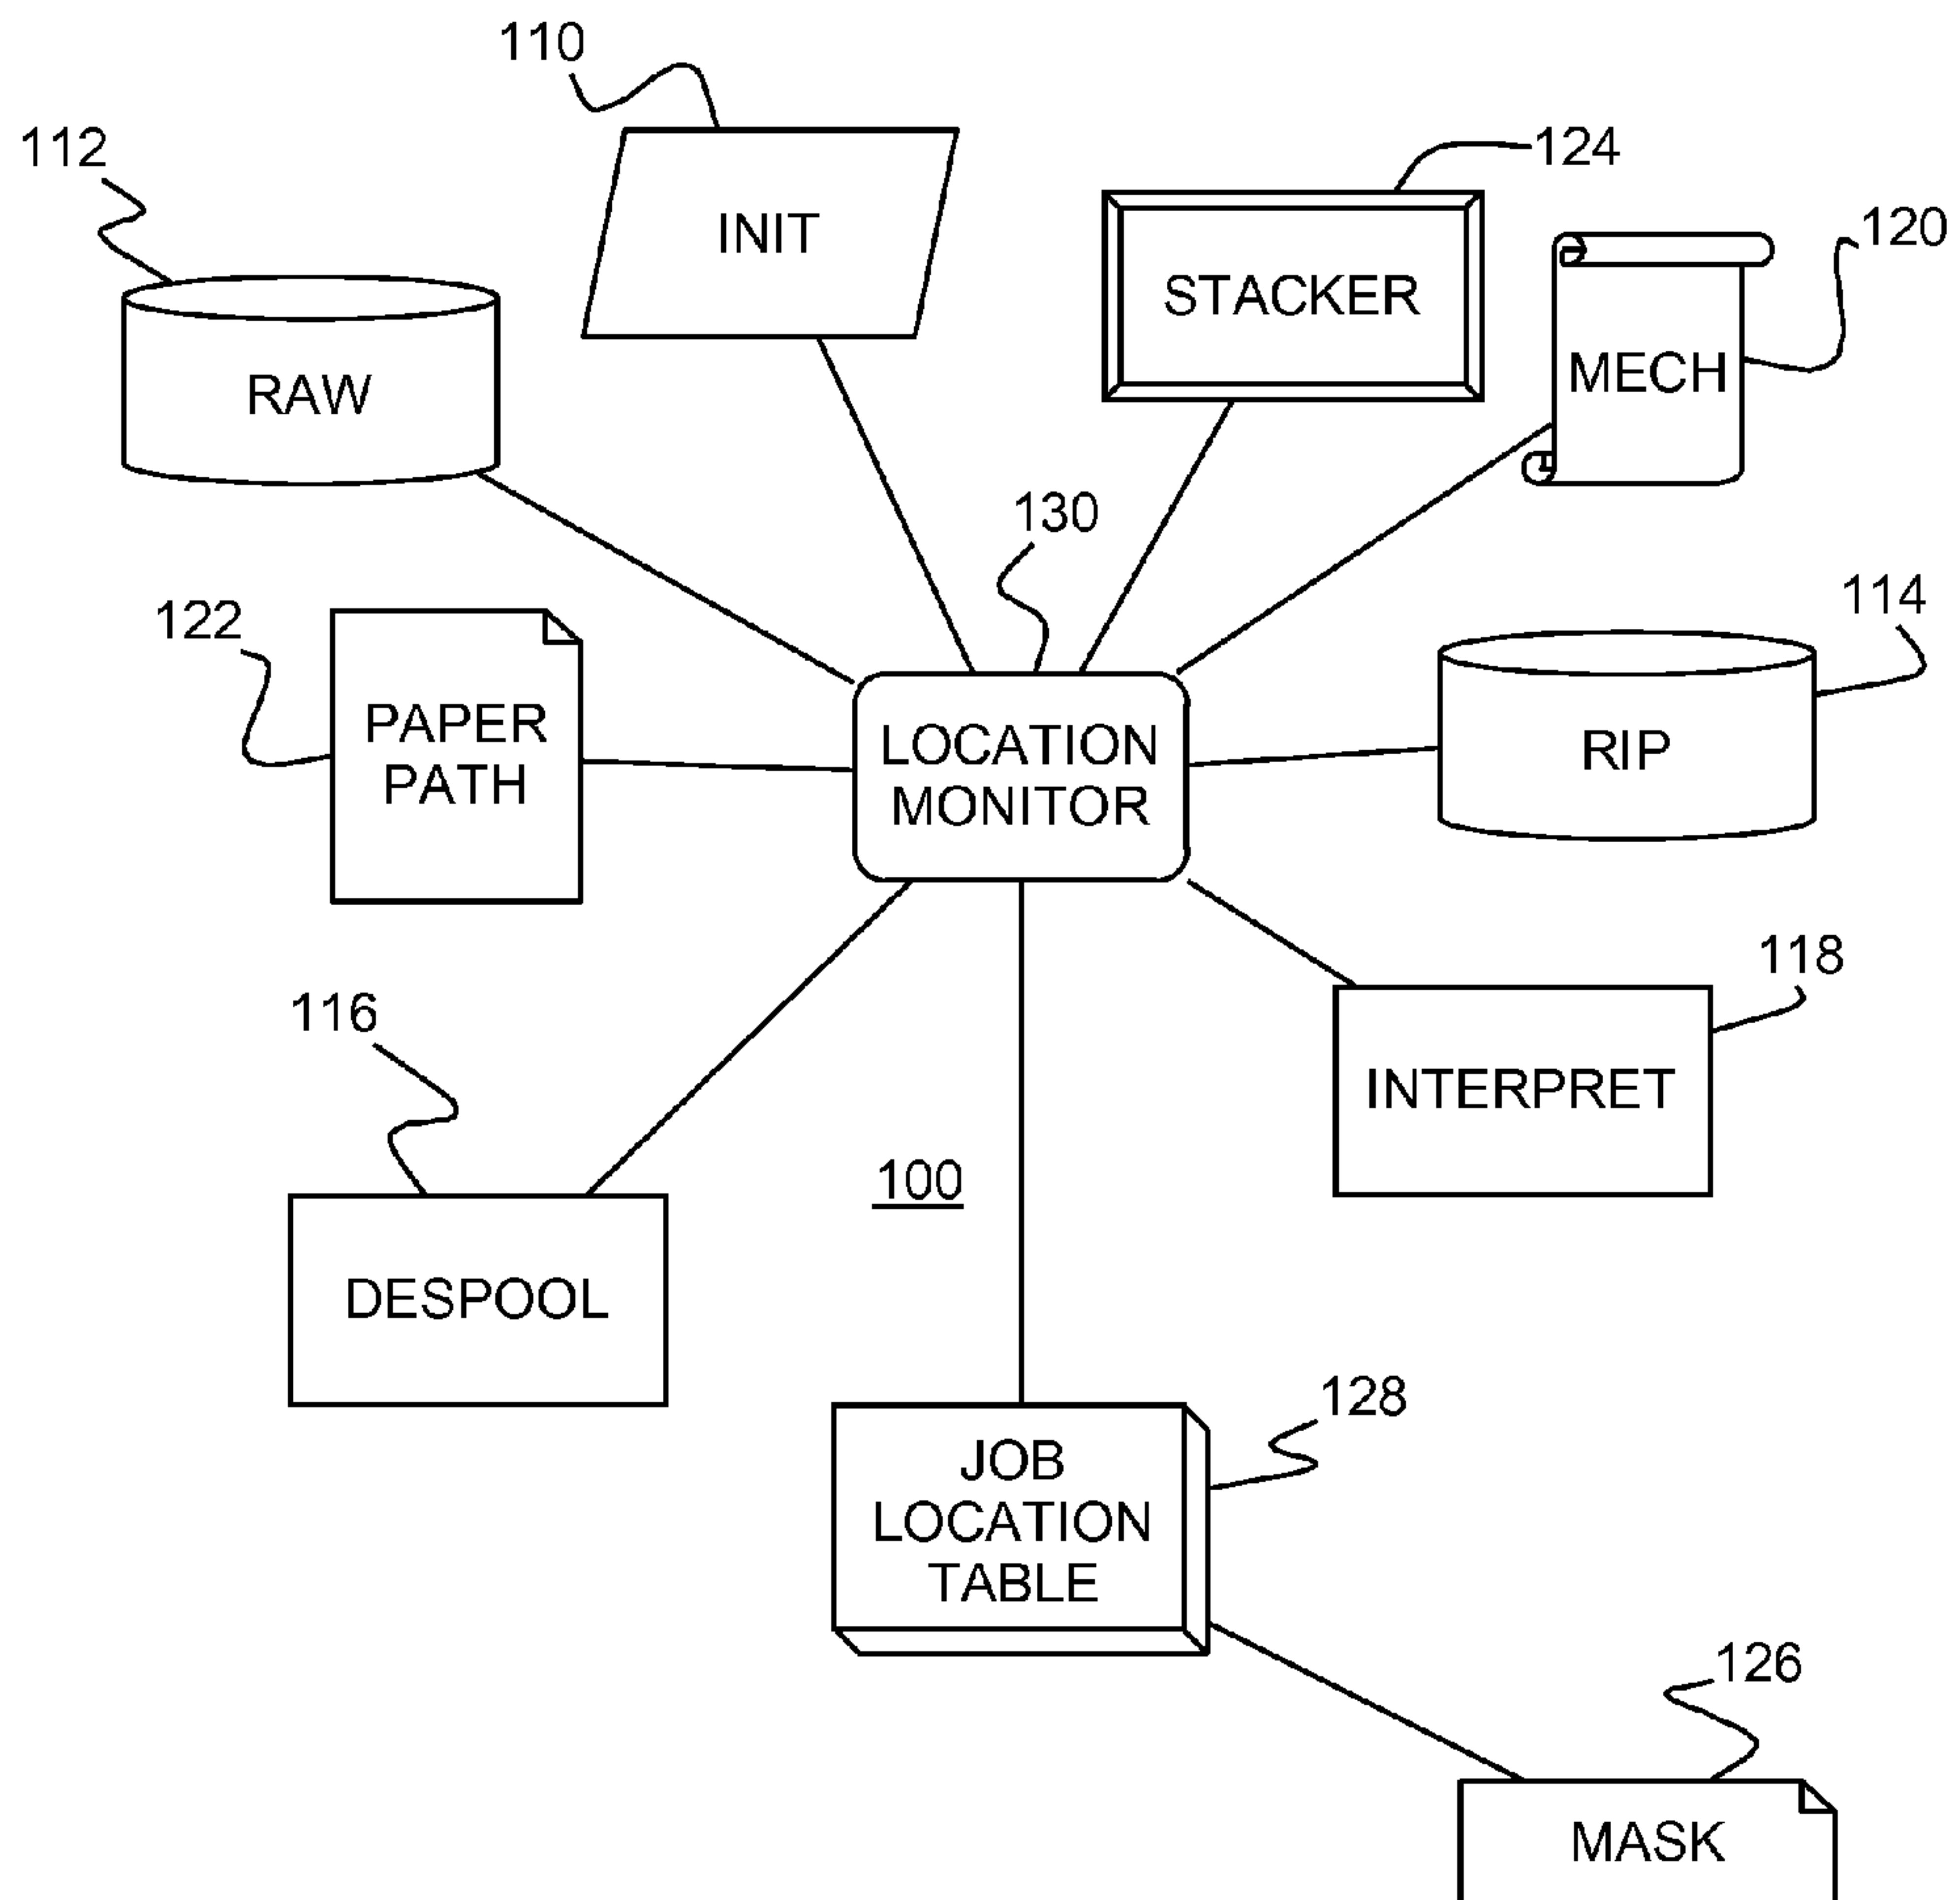 110
112
124
INIT
120
STACKER
MECH
RAW
130
114
122
PAPER
PATH
LOCATION
MONITOR
RIP
118
116
INTERPRET
100
DESPOOL
128
JOB
LOCATION
TABLE
126
MASK